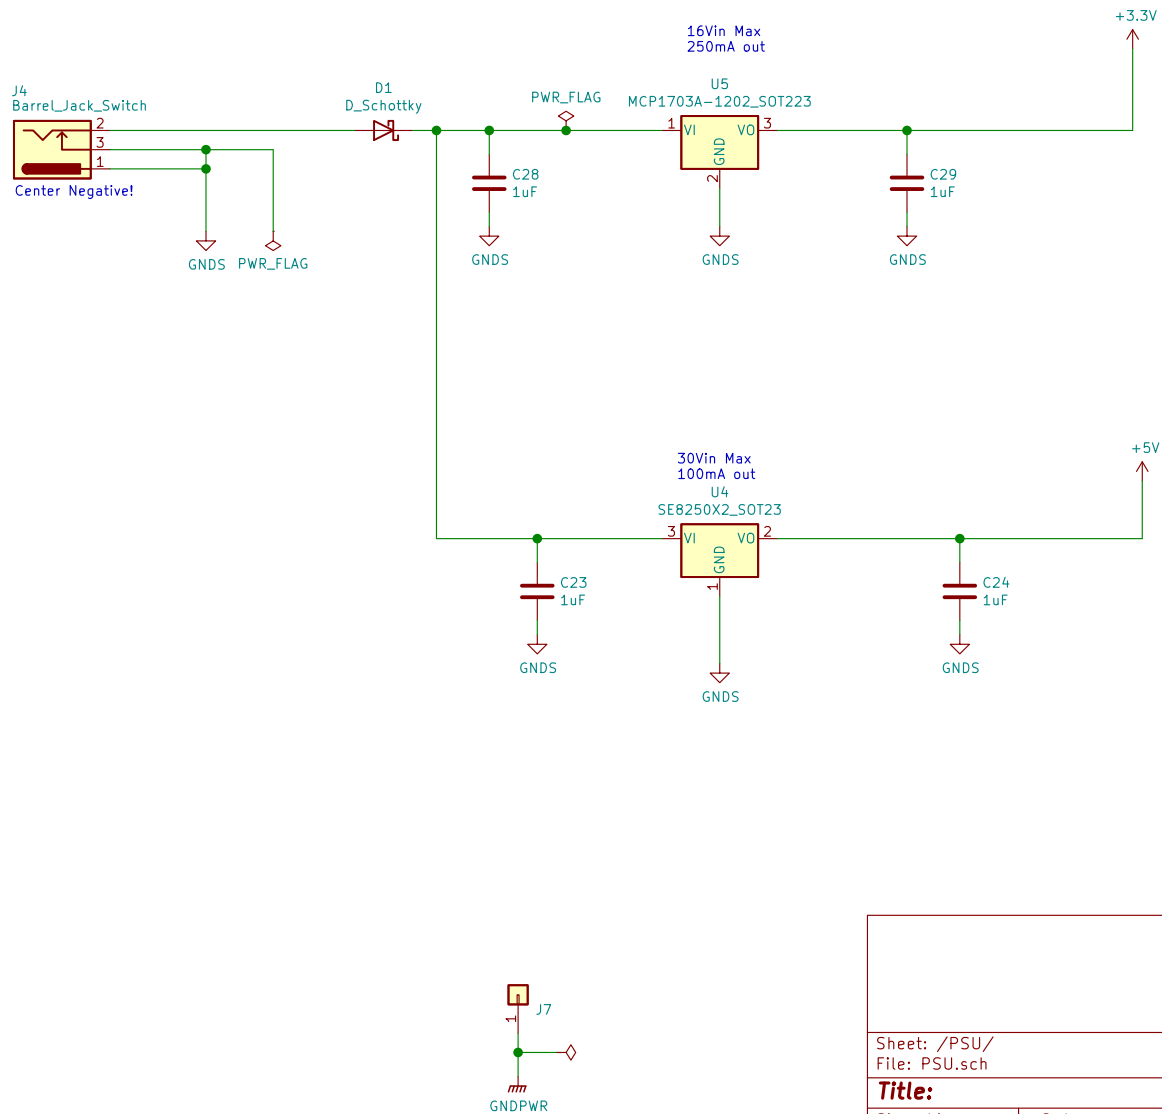 +3.3V
16Vin Max
250mA out
J4
Barrel_Jack_Switch
D1
D_Schottky
PWR_FLAG
U5
MCP1703A-1202_SOT223
2
3
1
Center Negative!
1
VI
VO
3
GND
2
C28
1uF
C29
1uF
GNDS
PWR_FLAG
GNDS
GNDS
GNDS
+5V
30Vin Max
100mA out
U4
SE8250X2_SOT23
3
VI
VO
2
GND
1
C23
1uF
C24
1uF
GNDS
GNDS
GNDS
J7
1
GNDPWR
Sheet: /PSU/
File: PSU.sch
Title: